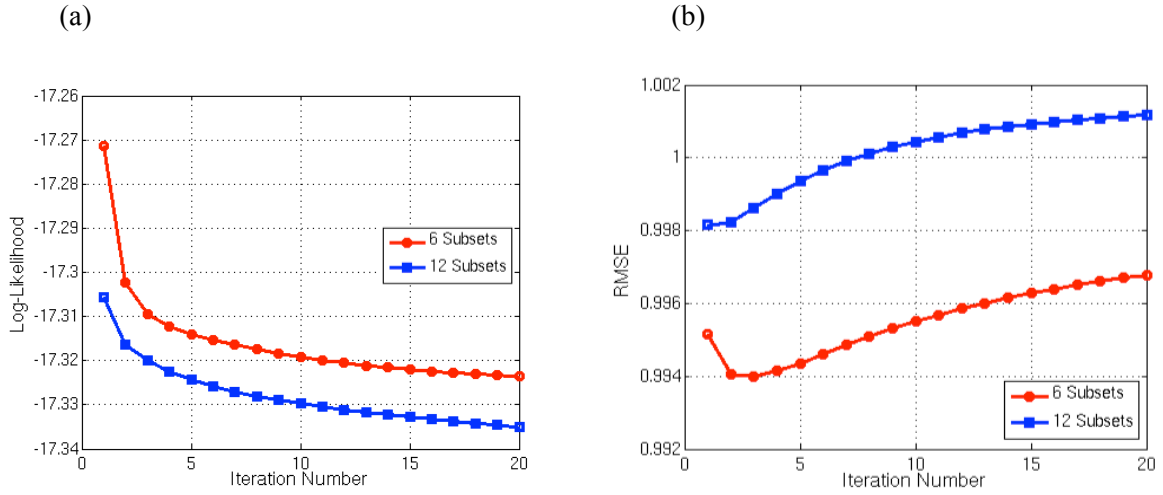 (a)
(b)
-17.26
-17.27
-17.28
-17.29
-17.3
-17.31
-17.32
-17.33
-17.34
Log-Likelihood
0
5
10
15
20
Iteration Number
6 Subsets
12 Subsets
1.002
1
0.998
0.996
0.994
0.992
RMSE
0
5
10
15
20
Iteration Number
6 Subsets
12 Subsets